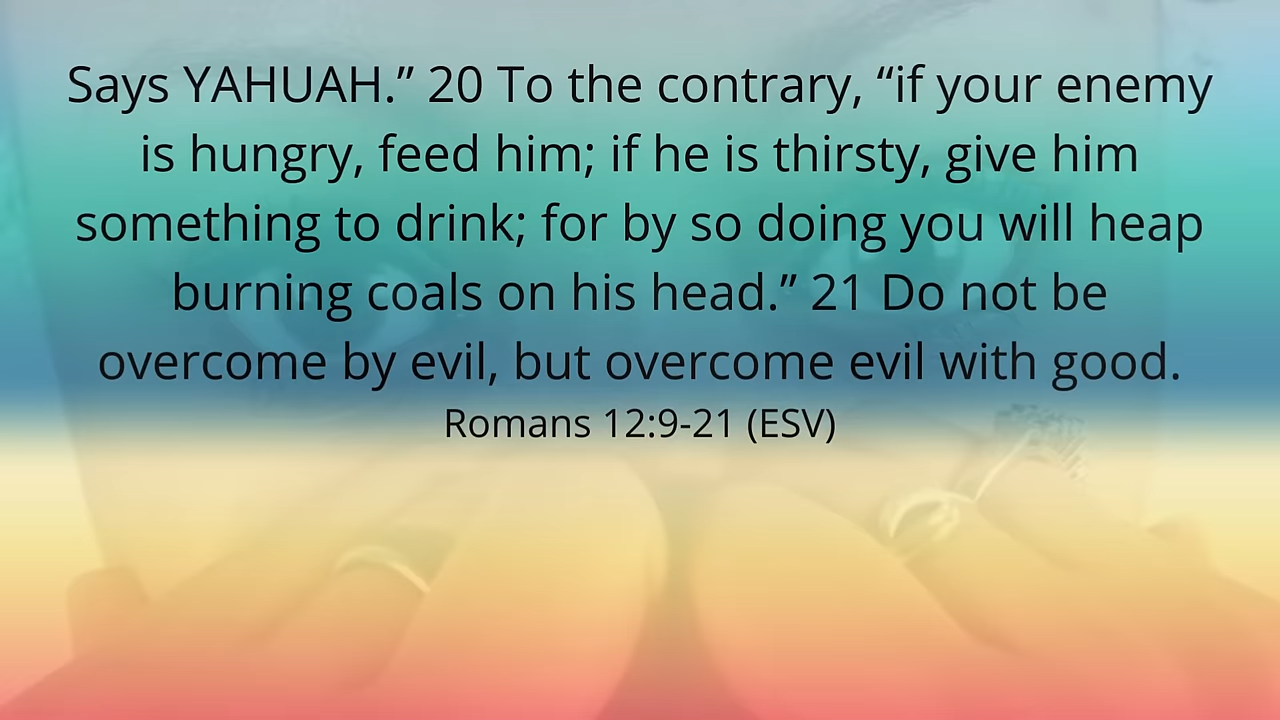 Says YAHUAH.” 20 To the contrary, “if your enemy
is hungry, feed him; if he is thirsty, give him
something to drink; for by so doing you will heap
burning coals on his head.” 21 Do not be
overcome by evil, but overcome evil with good.
Romans 12:9-21 (ESV)